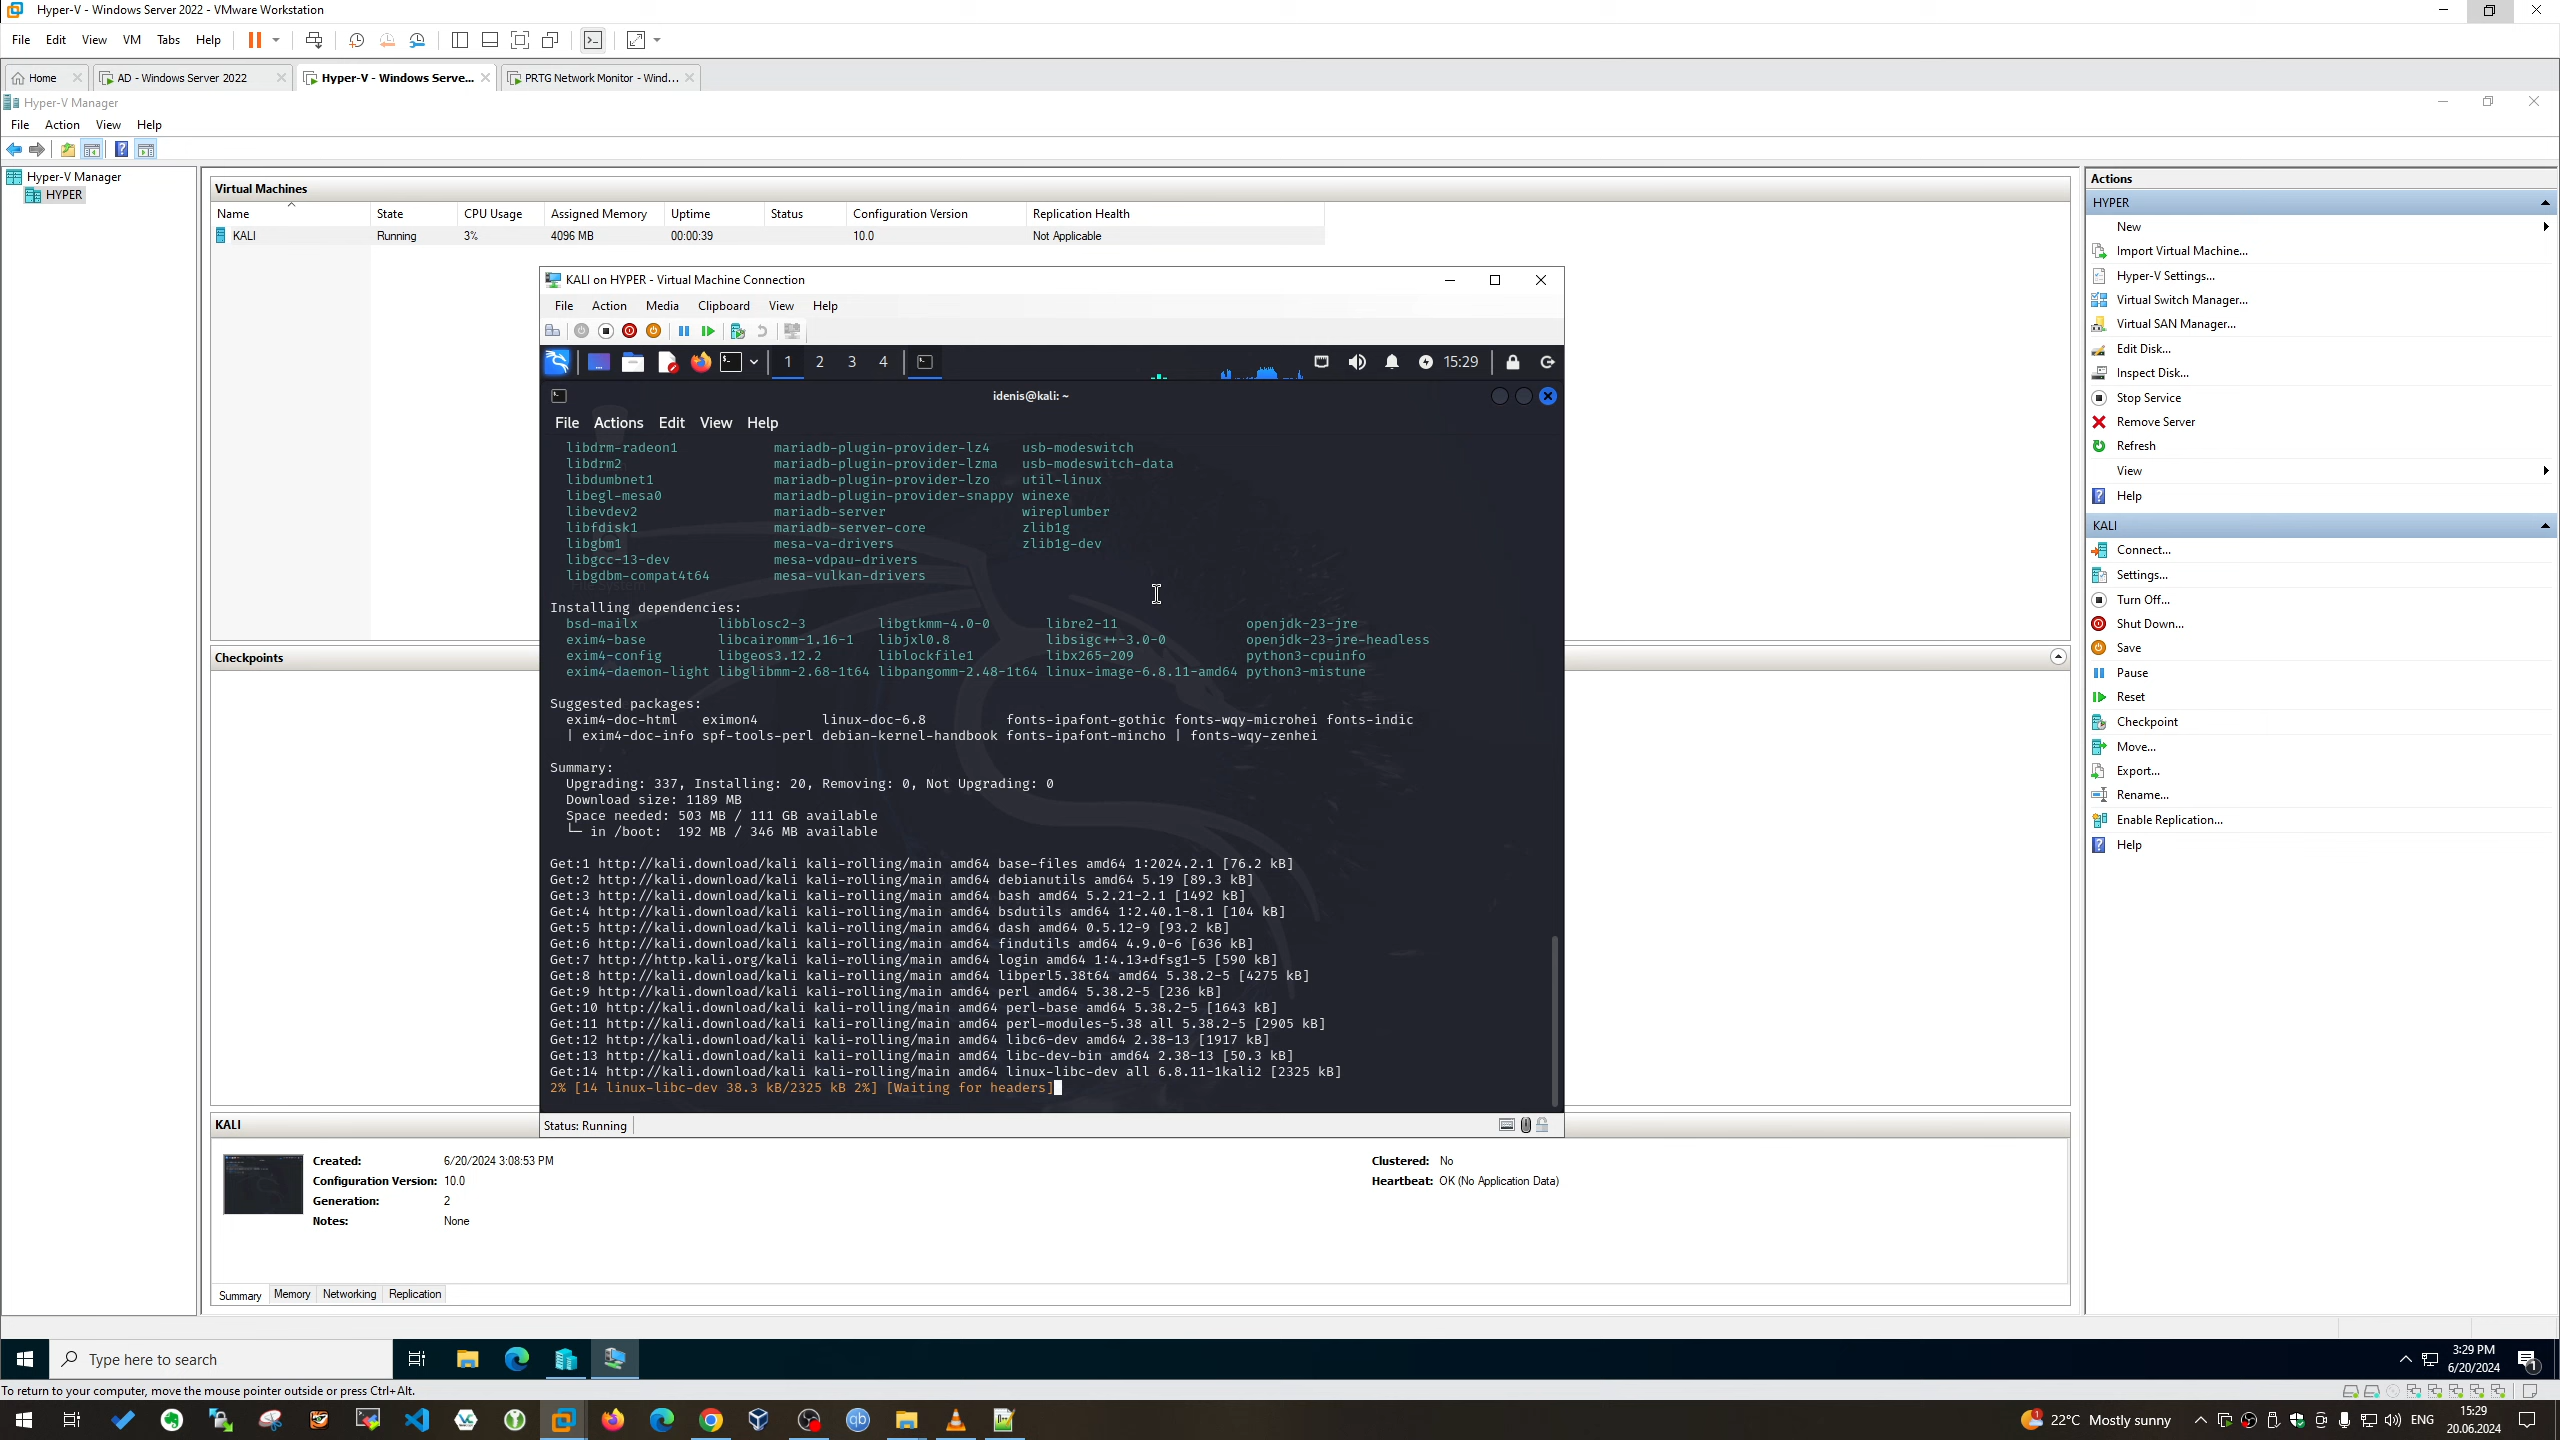 Hyper-V - Windows Server 2022 - VMware Workstation
File Edit View VM Tabs Help
Home AD - Windows Server 2022 Hyper-V - Windows Serve... PRTG Network Monitor - Wind...
Hyper-V Manager
File Action View Help
Hyper-V Manager
HYPER
Virtual Machines
Name State CPU Usage Assigned Memory Uptime Status Configuration Version Replication Health
KALI Running 3% 4096 MB 00:00:39 10.0 Not Applicable
KALI on HYPER - Virtual Machine Connection
File Action Media Clipboard View Help
1 2 3 4 15:29
idenis@kali: ~
File Actions Edit View Help
libdrm-radeon1 mariadb-plugin-provider-lz4 usb-modeswitch
libdrm2 mariadb-plugin-provider-lzma usb-modeswitch-data
libdumbnet1 mariadb-plugin-provider-lzo util-linux
libegl-mesa0 mariadb-plugin-provider-snappy winexe
libevdev2 mariadb-server wireplumber
libfdisk1 mariadb-server-core zlib1g
libgbm1 mesa-va-drivers zlib1g-dev
libgcc-13-dev mesa-vdpau-drivers
libgdbm-compat4t64 mesa-vulkan-drivers
Installing dependencies:
bsd-mailx libblosc2-3 libgtkmm-4.0-0 libre2-11 openjdk-23-jre
exim4-base libcairomm-1.16-1 libjxl0.8 libsigc++-3.0-0 openjdk-23-jre-headless
exim4-config libgeos3.12.2 liblockfile1 libx265-209 python3-cpuinfo
exim4-daemon-light libglibmm-2.68-1t64 libpangomm-2.48-1t64 linux-image-6.8.11-amd64 python3-mistune
Suggested packages:
exim4-doc-html eximon4 linux-doc-6.8 fonts-ipafont-gothic fonts-wqy-microhei fonts-indic
| exim4-doc-info spf-tools-perl debian-kernel-handbook fonts-ipafont-mincho | fonts-wqy-zenhei
Summary:
Upgrading: 337, Installing: 20, Removing: 0, Not Upgrading: 0
Download size: 1189 MB
Space needed: 503 MB / 111 GB available
└─ in /boot: 192 MB / 346 MB available
Get:1 http://kali.download/kali kali-rolling/main amd64 base-files amd64 1:2024.2.1 [76.2 kB]
Get:2 http://kali.download/kali kali-rolling/main amd64 debianutils amd64 5.19 [89.3 kB]
Get:3 http://kali.download/kali kali-rolling/main amd64 bash amd64 5.2.21-2.1 [1492 kB]
Get:4 http://kali.download/kali kali-rolling/main amd64 bsdutils amd64 1:2.40.1-8.1 [104 kB]
Get:5 http://kali.download/kali kali-rolling/main amd64 dash amd64 0.5.12-9 [93.2 kB]
Get:6 http://kali.download/kali kali-rolling/main amd64 findutils amd64 4.9.0-6 [636 kB]
Get:7 http://http.kali.org/kali kali-rolling/main amd64 login amd64 1:4.13+dfsg1-5 [590 kB]
Get:8 http://kali.download/kali kali-rolling/main amd64 libperl5.38t64 amd64 5.38.2-5 [4275 kB]
Get:9 http://kali.download/kali kali-rolling/main amd64 perl amd64 5.38.2-5 [236 kB]
Get:10 http://kali.download/kali kali-rolling/main amd64 perl-base amd64 5.38.2-5 [1643 kB]
Get:11 http://kali.download/kali kali-rolling/main amd64 perl-modules-5.38 all 5.38.2-5 [2905 kB]
Get:12 http://kali.download/kali kali-rolling/main amd64 libc6-dev amd64 2.38-13 [1917 kB]
Get:13 http://kali.download/kali kali-rolling/main amd64 libc-dev-bin amd64 2.38-13 [50.3 kB]
Get:14 http://kali.download/kali kali-rolling/main amd64 linux-libc-dev all 6.8.11-1kali2 [2325 kB]
2% [14 linux-libc-dev 38.3 kB/2325 kB 2%] [Waiting for headers]
Status: Running
Checkpoints
KALI
Created: 6/20/2024 3:08:53 PM Clustered: No
Configuration Version: 10.0 Heartbeat: OK (No Application Data)
Generation: 2
Notes: None
Summary Memory Networking Replication
Actions
HYPER
New
Import Virtual Machine...
Hyper-V Settings...
Virtual Switch Manager...
Virtual SAN Manager...
Edit Disk...
Inspect Disk...
Stop Service
Remove Server
Refresh
View
Help
KALI
Connect...
Settings...
Turn Off...
Shut Down...
Save
Pause
Reset
Checkpoint
Move...
Export...
Rename...
Enable Replication...
Help
Type here to search
3:29 PM
6/20/2024
1
To return to your computer, move the mouse pointer outside or press Ctrl+Alt.
1 22°C Mostly sunny ENG
15:29
20.06.2024